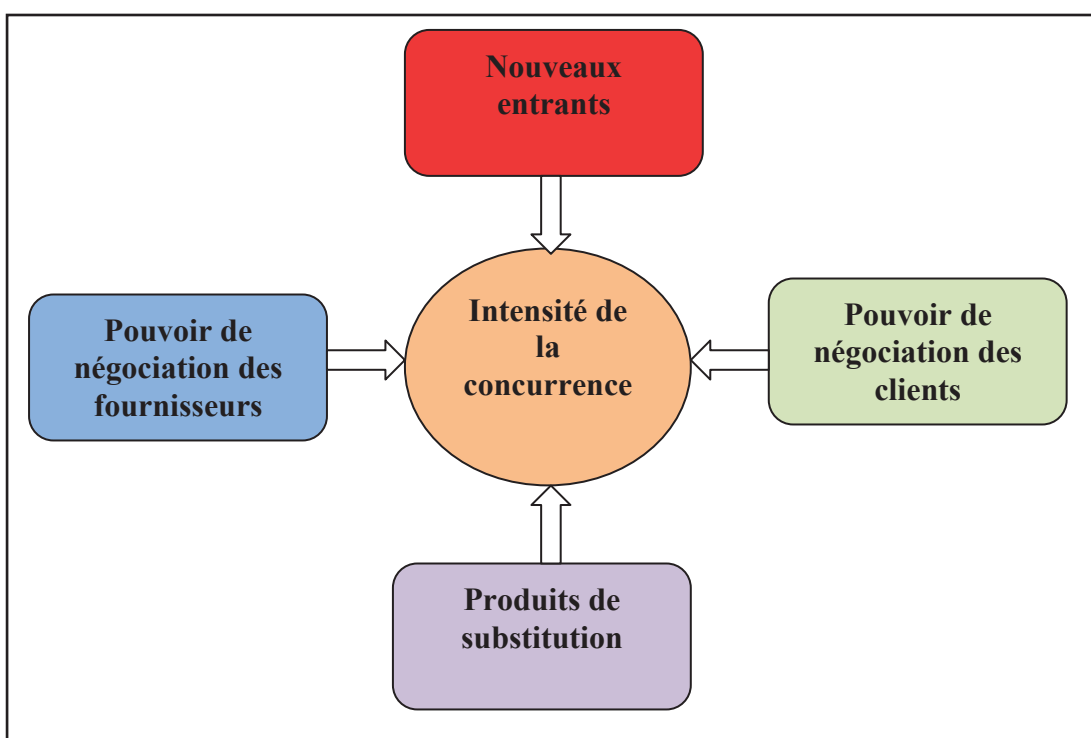 Nouveaux
entrants
Pouvoir de
négociation des
fournisseurs
Intensité de
la
concurrence
Pouvoir de
négociation des
clients
Produits de
substitution